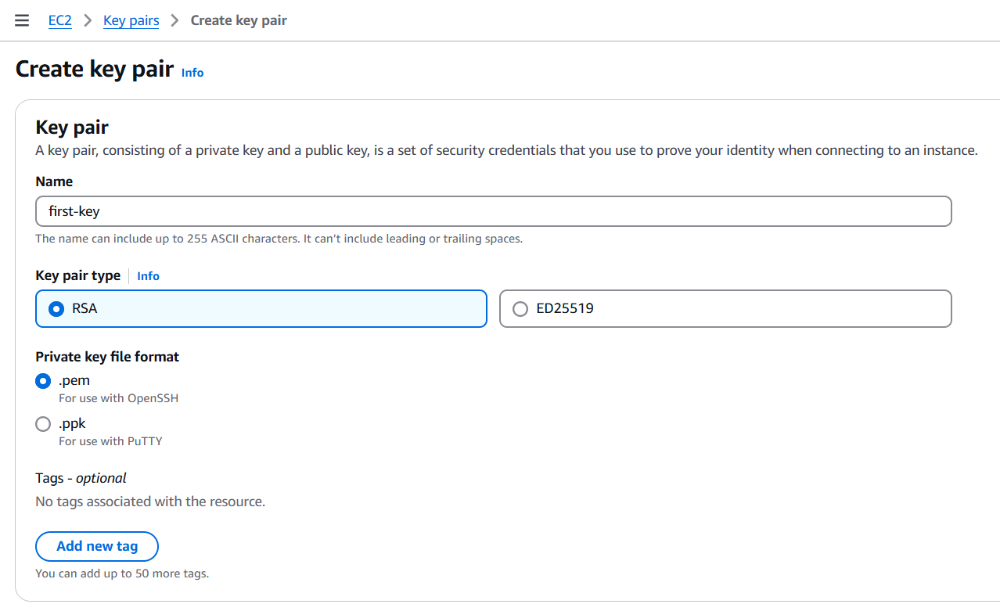 EC2 > Key pairs > Create key pair
Create key pair Info
Key pair
A key pair, consisting of a private key and a public key, is a set of security credentials that you use to prove your identity when connecting to an instance.
Name
first-key
The name can include up to 255 ASCII characters. It can’t include leading or trailing spaces.
Key pair type Info
RSA ED25519
Private key file format
.pem
For use with OpenSSH
.ppk
For use with PuTTY
Tags - optional
No tags associated with the resource.
Add new tag
You can add up to 50 more tags.